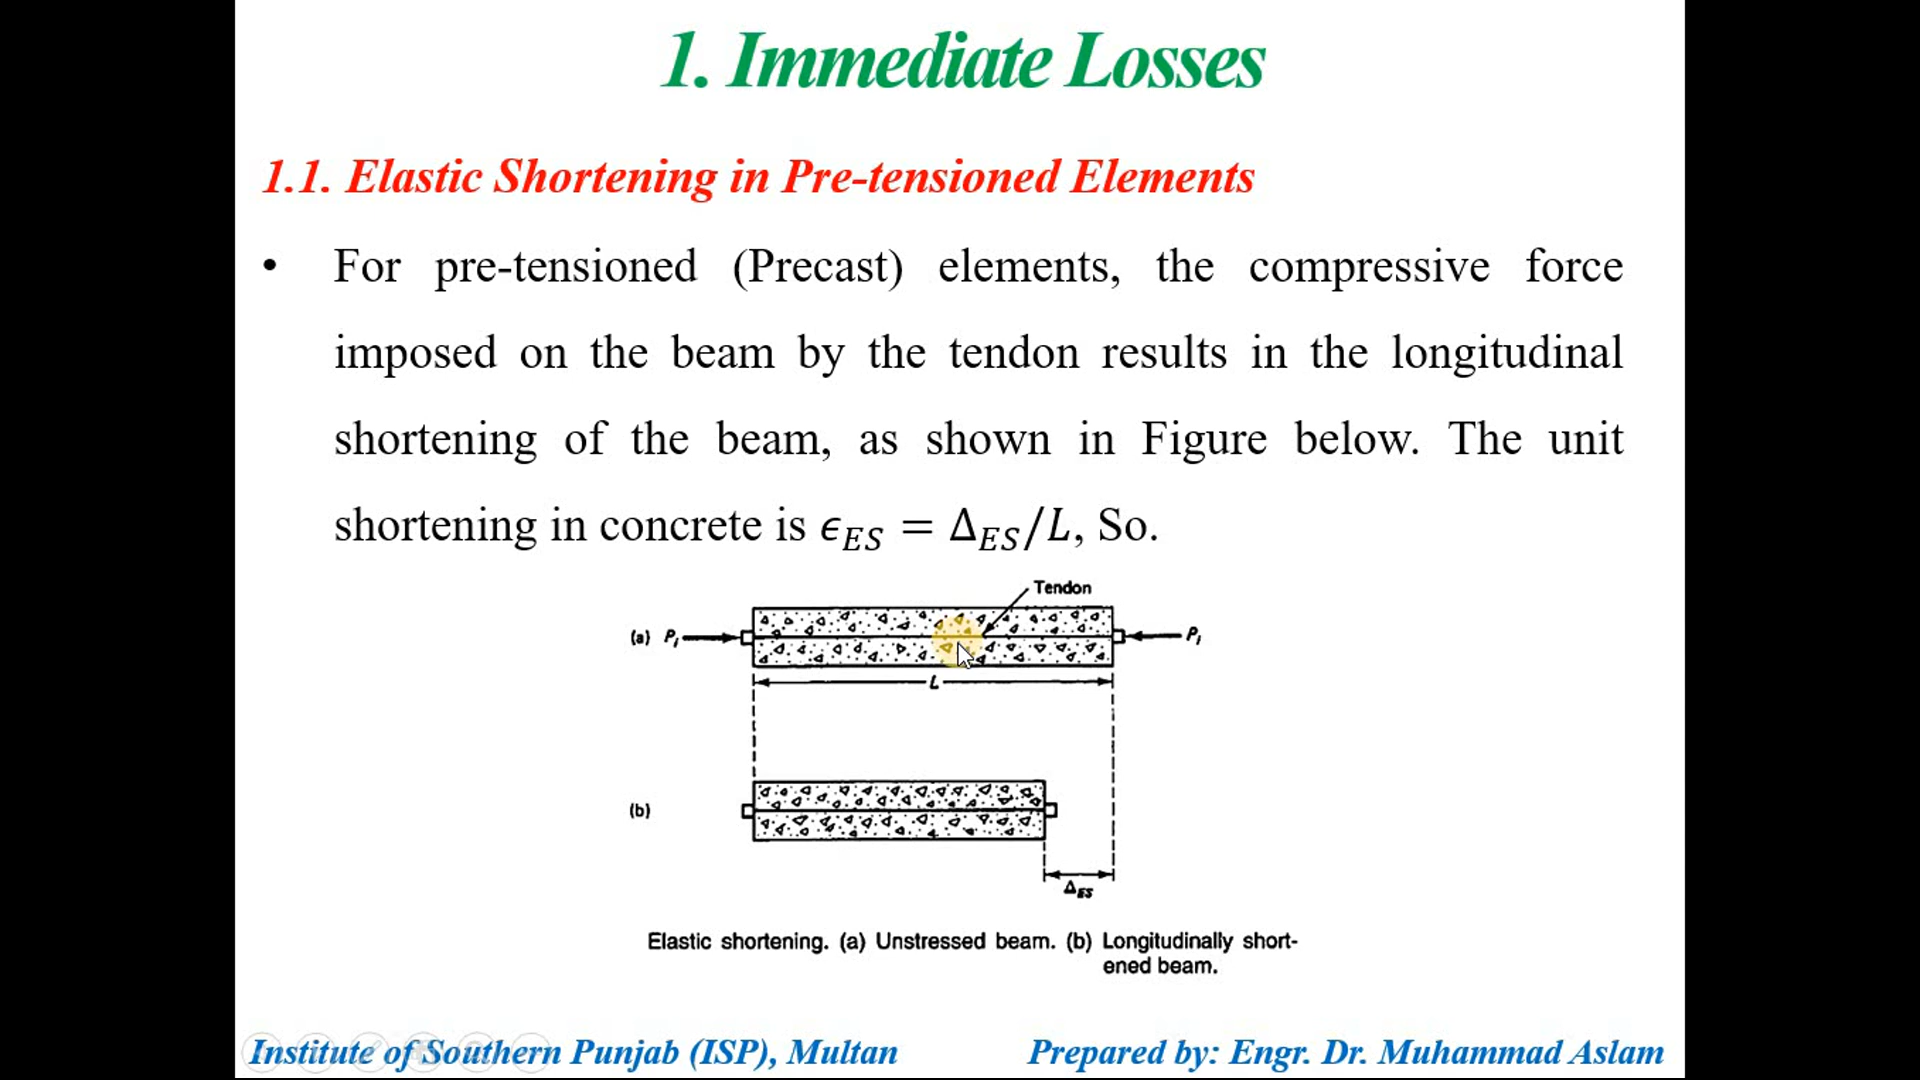 1. Immediate Losses
1.1. Elastic Shortening in Pre-tensioned Elements
• For pre-tensioned (Precast) elements, the compressive force
imposed on the beam by the tendon results in the longitudinal
shortening of the beam, as shown in Figure below. The unit
shortening in concrete is ϵ_ES = Δ_ES/L, So.
Tendon
(a) P_i P_i
L
(b)
Δ_ES
Elastic shortening. (a) Unstressed beam. (b) Longitudinally short-
ened beam.
Institute of Southern Punjab (ISP), Multan Prepared by: Engr. Dr. Muhammad Aslam